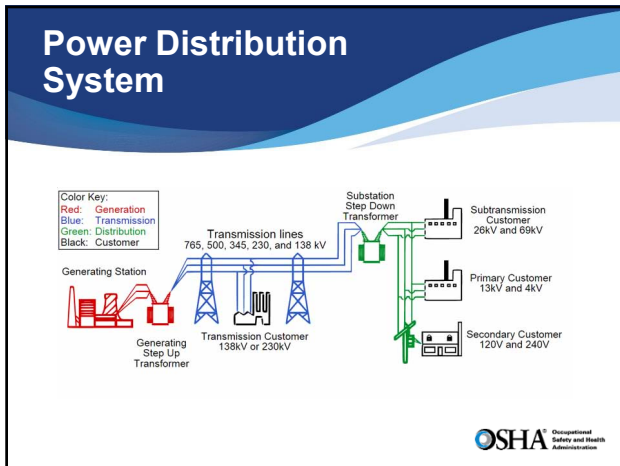 Power Distribution
System
Color Key:
Red: Generation
Blue: Transmission
Green: Distribution
Black: Customer
Generating Station
Generating
Step Up
Transformer
Transmission lines
765, 500, 345, 230, and 138 kV
Transmission Customer
138kV or 230kV
Substation
Step Down
Transformer
Subtransmission
Customer
26kV and 69kV
Primary Customer
13kV and 4kV
Secondary Customer
120V and 240V
OSHA® Occupational
Safety and Health
Administration